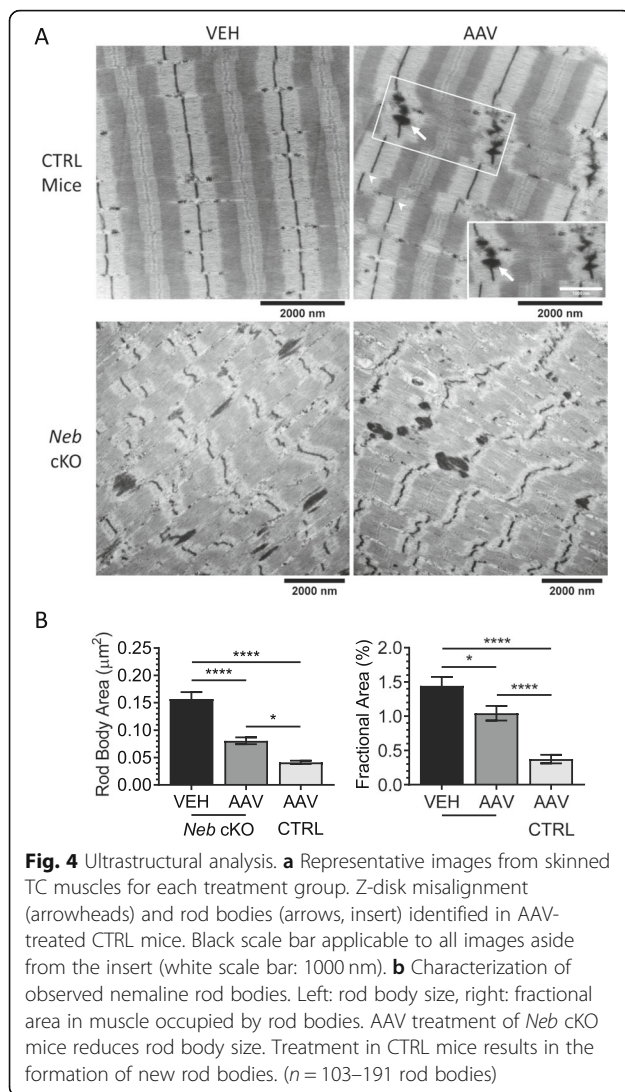 A
VEH AAV
CTRL
Mice
2000 nm 2000 nm
Neb
cKO
2000 nm 2000 nm
B
Rod Body Area (μm²)
0.25
0.20
0.15
0.10
0.05
0.00
****
****
*
VEH AAV AAV
Neb cKO CTRL
Fractional Area (%)
2.0
1.5
1.0
0.5
0.0
****
*
****
VEH AAV AAV
CTRL
Fig. 4 Ultrastructural analysis. a Representative images from skinned
TC muscles for each treatment group. Z-disk misalignment
(arrowheads) and rod bodies (arrows, insert) identified in AAV-
treated CTRL mice. Black scale bar applicable to all images aside
from the insert (white scale bar: 1000 nm). b Characterization of
observed nemaline rod bodies. Left: rod body size, right: fractional
area in muscle occupied by rod bodies. AAV treatment of Neb cKO
mice reduces rod body size. Treatment in CTRL mice results in the
formation of new rod bodies. (n = 103–191 rod bodies)